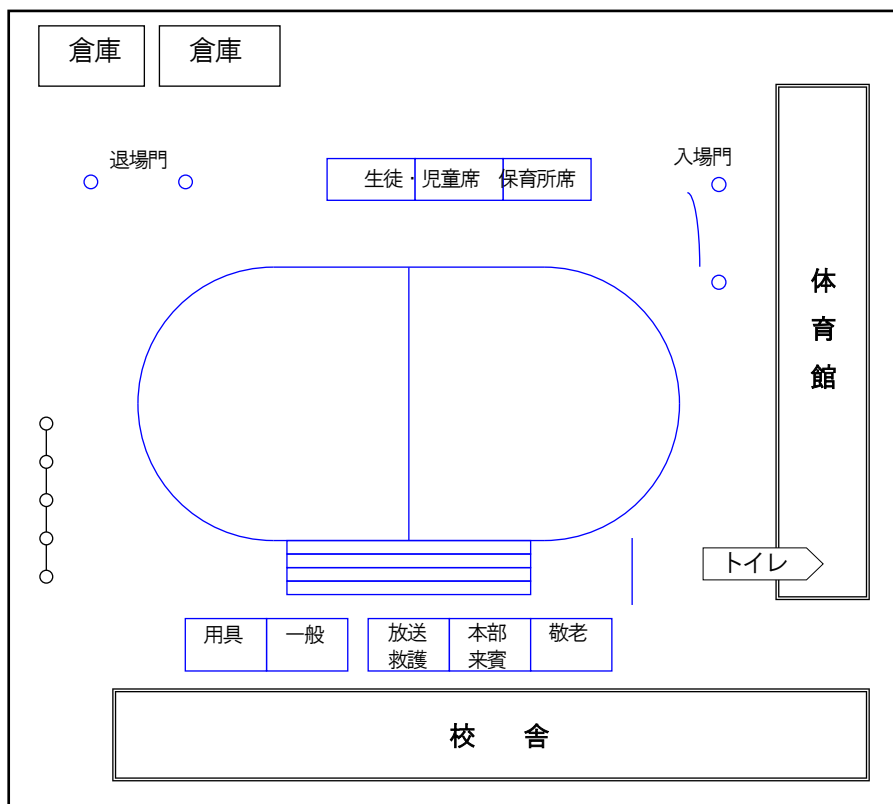 倉庫 倉庫
退場門
生徒・児童席 保育所席
入場門
体育館
トイレ
用具 一般
放送
救護
本部
来賓
敬老
校 舎